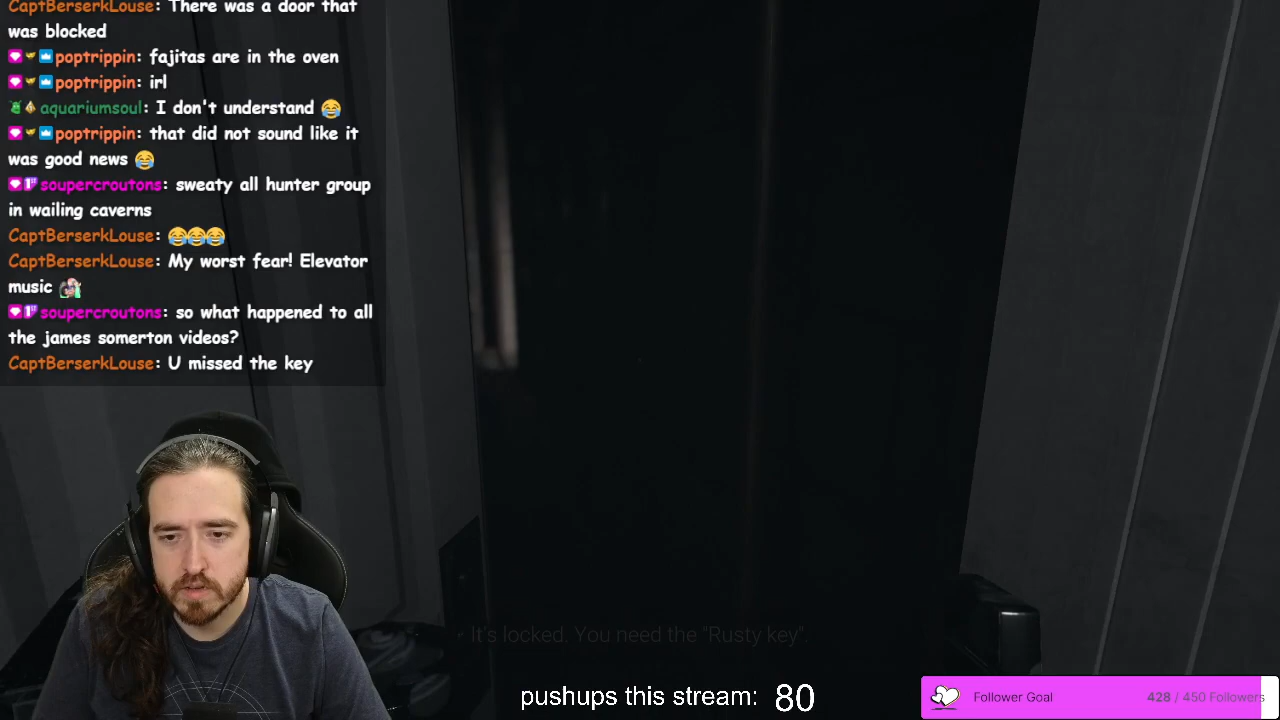 CaptBerserkLouse: There was a door that
was blocked
poptrippin: fajitas are in the oven
poptrippin: irl
aquariumsoul: I don't understand 😂
poptrippin: that did not sound like it
was good news 😂
soupercroutons: sweaty all hunter group
in wailing caverns
CaptBerserkLouse: 😂😂😂
CaptBerserkLouse: My worst fear! Elevator
music
soupercroutons: so what happened to all
the james somerton videos?
CaptBerserkLouse: U missed the key
It's locked. You need the "Rusty key".
pushups this stream: 80
Follower Goal 428 / 450 Followers